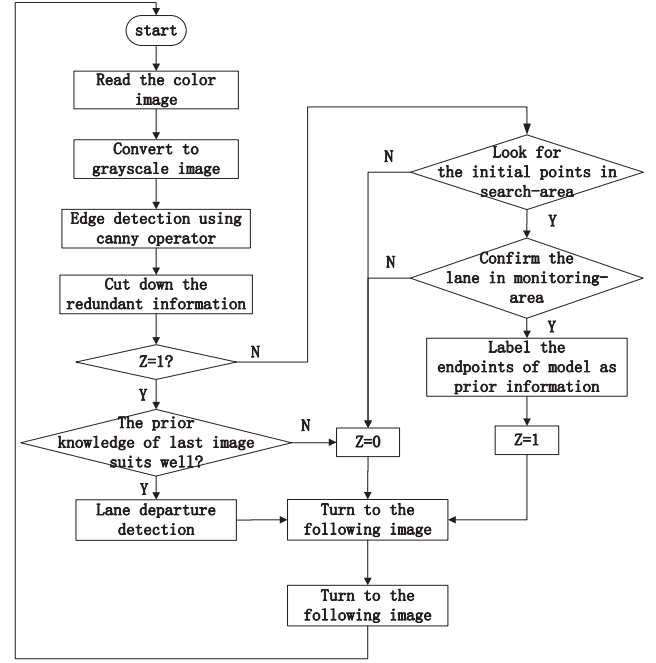 start
Read the color
image
Convert to
grayscale image
Edge detection using
canny operator
Cut down the
redundant information
Z=1?
N
Y
The prior
knowledge of last image
suits well?
N
Y
Lane departure
detection
Look for
the initial points in
search-area
N
Y
Confirm the
lane in monitoring-
area
N
Y
Label the
endpoints of model as
prior information
Z=0
Z=1
Turn to the
following image
Turn to the
following image